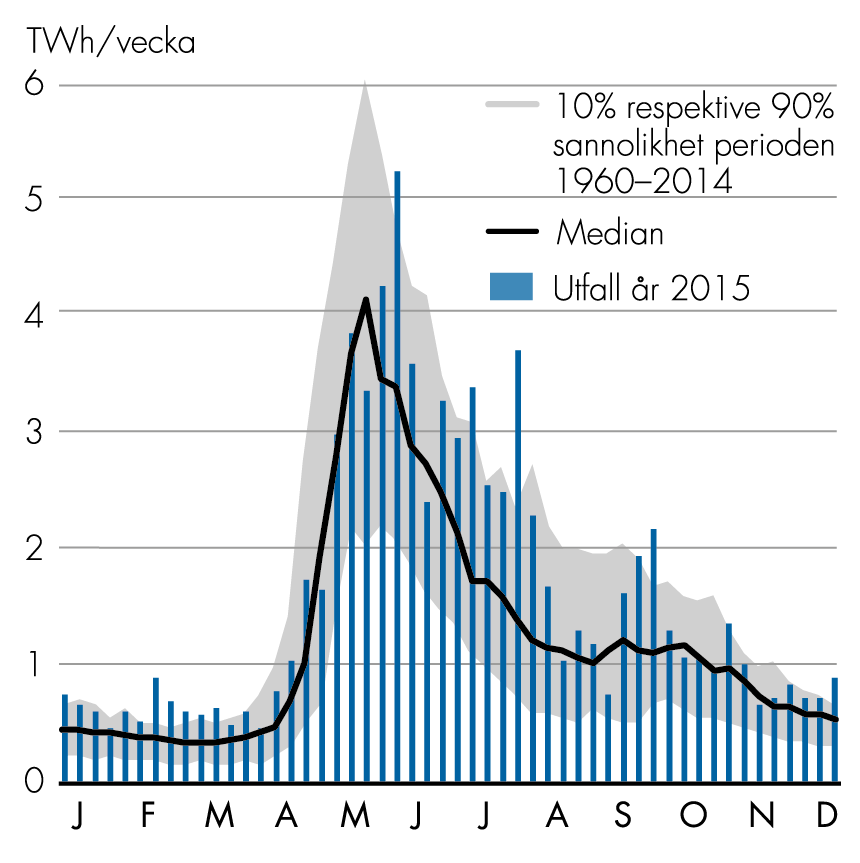 TWh/vecka
6
10% respektive 90%
sannolikhet perioden
1960–2014
5
Median
Utfall år 2015
4
3
2
1
0
J F M A M J J A S O N D